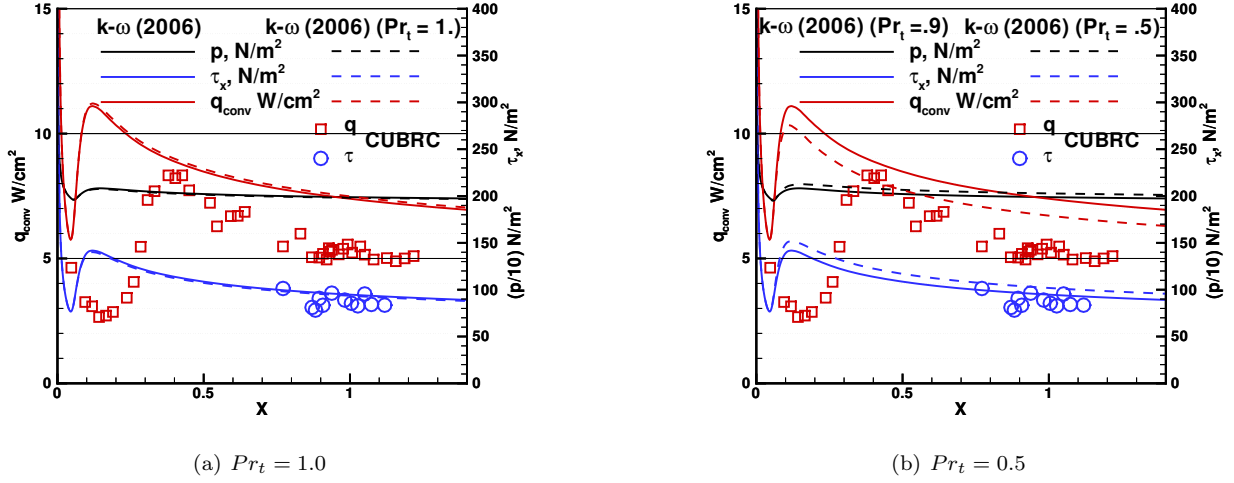 k-ω (2006) k-ω (2006) (Pr_t = 1.)
p, N/m²
τ_x, N/m²
q_conv W/cm²
q
CUBRC
τ
15
10
5
0
q_conv W/cm²
0 0.5 1
X
400
350
300
250
200
150
100
50
0
(p/10) N/m² τ_x, N/m²
(a) Pr_t = 1.0
k-ω (2006) (Pr_t =.9) k-ω (2006) (Pr_t = .5)
p, N/m²
τ_x, N/m²
q_conv W/cm²
q
CUBRC
τ
15
10
5
0
q_conv W/cm²
0 0.5 1
X
400
350
300
250
200
150
100
50
0
(p/10) N/m² τ_x, N/m²
(b) Pr_t = 0.5